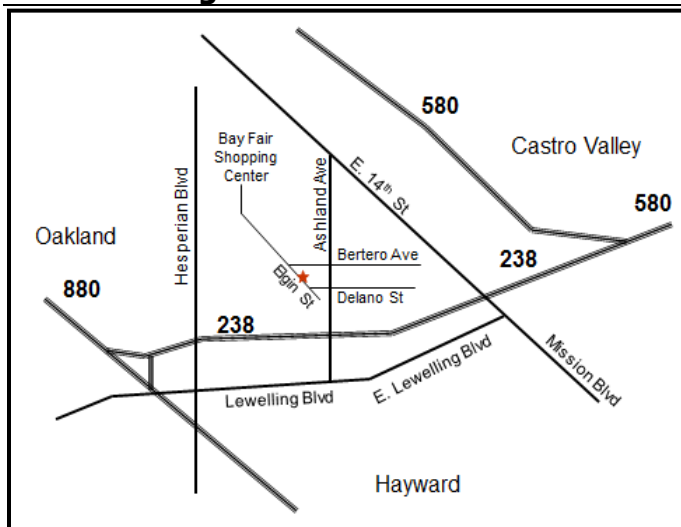 580
Castro Valley
580
Bay Fair
Shopping
Center
E. 14th St
Ashland Ave
Hesperian Blvd
Oakland
Bertero Ave
238
Elgin St
880
Delano St
238
Mission Blvd
E. Lewelling Blvd
Lewelling Blvd
Hayward